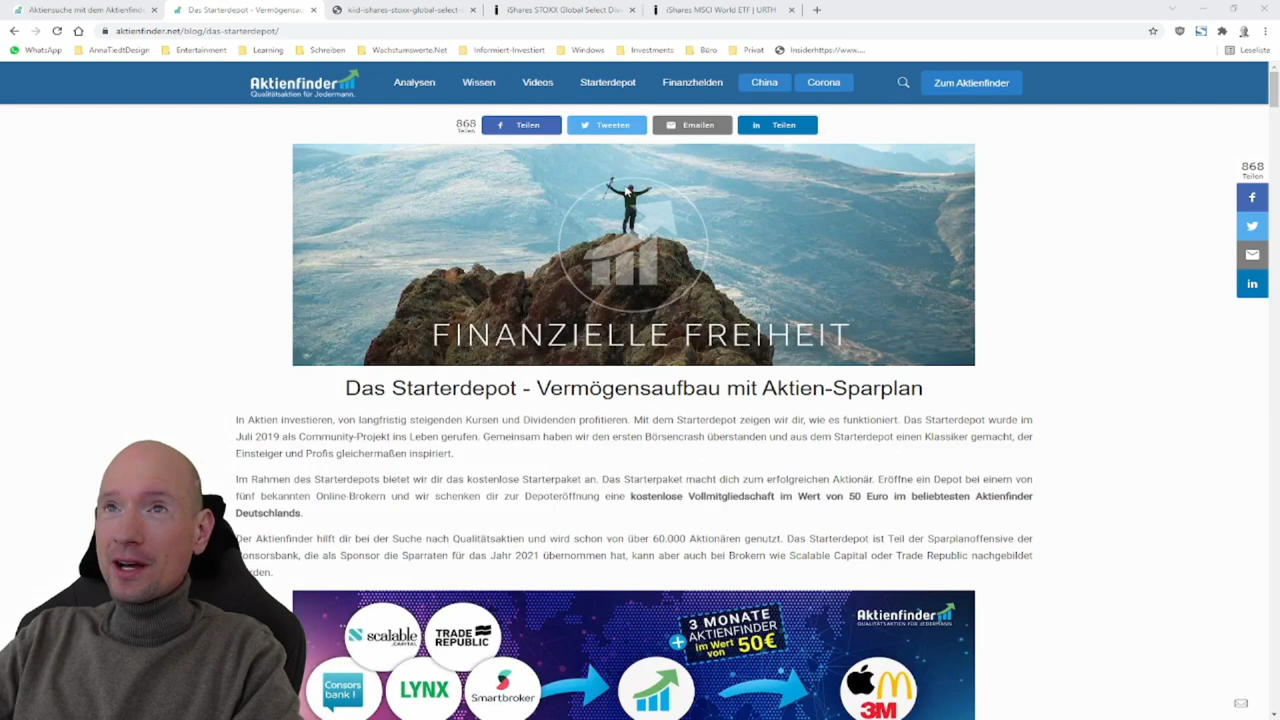 Aktiensuche mit dem Aktienfind
Das Starterdepot - Vermögensau
kiid-ishares-stoxx-global-select-
iShares STOXX Global Select Div
iShares MSCI World ETF | URTH
aktienfinder.net/blog/das-starterdepot/
WhatsApp
AnnaTiedtDesign
Entertainment
Learning
Schreiben
Wachstumswerte.Net
Informiert-Investiert
Windows
Investments
Büro
Privat
Insiderhttps://www....
Leseliste
Aktienfinder
Qualitätsaktien für Jedermann.
Analysen
Wissen
Videos
Starterdepot
Finanzhelden
China
Corona
Zum Aktienfinder
868
Teilen
Teilen
Tweeten
Emailen
Teilen
868
Teilen
FINANZIELLE FREIHEIT
Das Starterdepot - Vermögensaufbau mit Aktien-Sparplan
In Aktien investieren, von langfristig steigenden Kursen und Dividenden profitieren. Mit dem Starterdepot zeigen wir dir, wie es funktioniert. Das Starterdepot wurde im
Juli 2019 als Community-Projekt ins Leben gerufen. Gemeinsam haben wir den ersten Börsencrash überstanden und aus dem Starterdepot einen Klassiker gemacht, der
Einsteiger und Profis gleichermaßen inspiriert.
Im Rahmen des Starterdepots bietet wir dir das kostenlose Starterpaket an. Das Starterpaket macht dich zum erfolgreichen Aktionär. Eröffne ein Depot bei einem von
fünf bekannten Online-Brokern und wir schenken dir zur Depoteröffnung eine kostenlose Vollmitgliedschaft im Wert von 50 Euro im beliebtesten Aktienfinder
Deutschlands.
Der Aktienfinder hilft dir bei der Suche nach Qualitätsaktien und wird schon von über 60.000 Aktionären genutzt. Das Starterdepot ist Teil der Sparplanoffensive der
onsorsbank, die als Sponsor die Sparraten für das Jahr 2021 übernommen hat, kann aber auch bei Brokern wie Scalable Capital oder Trade Republic nachgebildet
rden.
scalable
CAPITAL
TRADE
REPUBLIC
3 MONATE
AKTIENFINDER
im Wert
von 50€
Aktienfinder
QUALITÄTSAKTIEN FÜR JEDERMANN.
Consors
bank!
LYNX
Smartbroker
3M